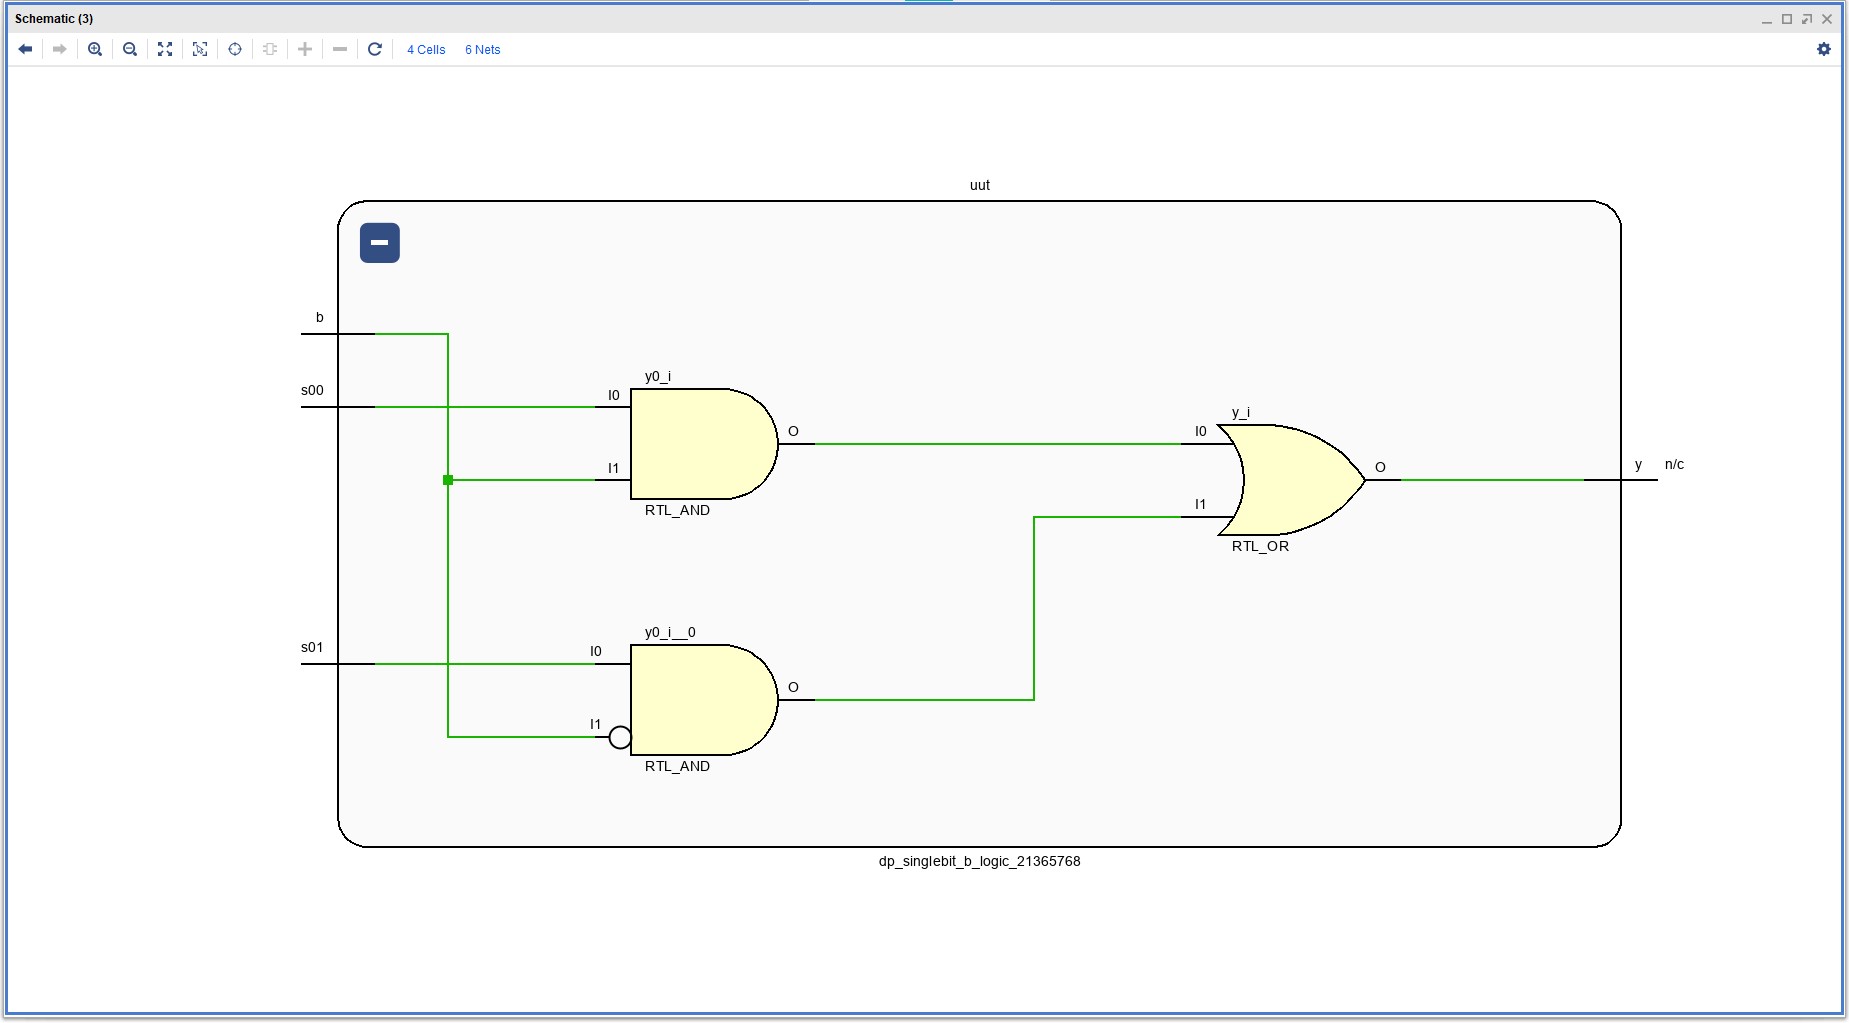 Schematic (3)
4 Cells 6 Nets
uut
b
s00
y0_i
I0
I1
O
RTL_AND
y_i
I0
I1
O
RTL_OR
y n/c
s01
y0_i__0
I0
I1
O
RTL_AND
dp_singlebit_b_logic_21365768